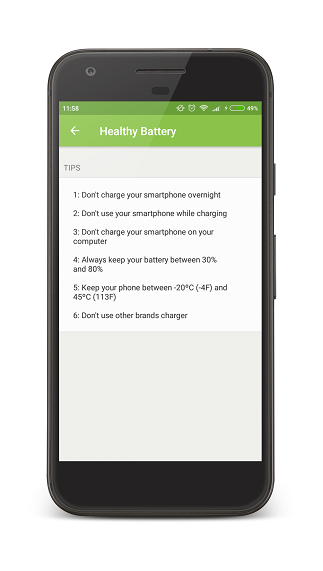 11:58
49%
Healthy Battery
TIPS
1: Don't charge your smartphone overnight
2: Don't use your smartphone while charging
3: Don't charge your smartphone on your
computer
4: Always keep your battery between 30%
and 80%
5: Keep your phone between -20ºC (-4F) and
45ºC (113F)
6: Don't use other brands charger